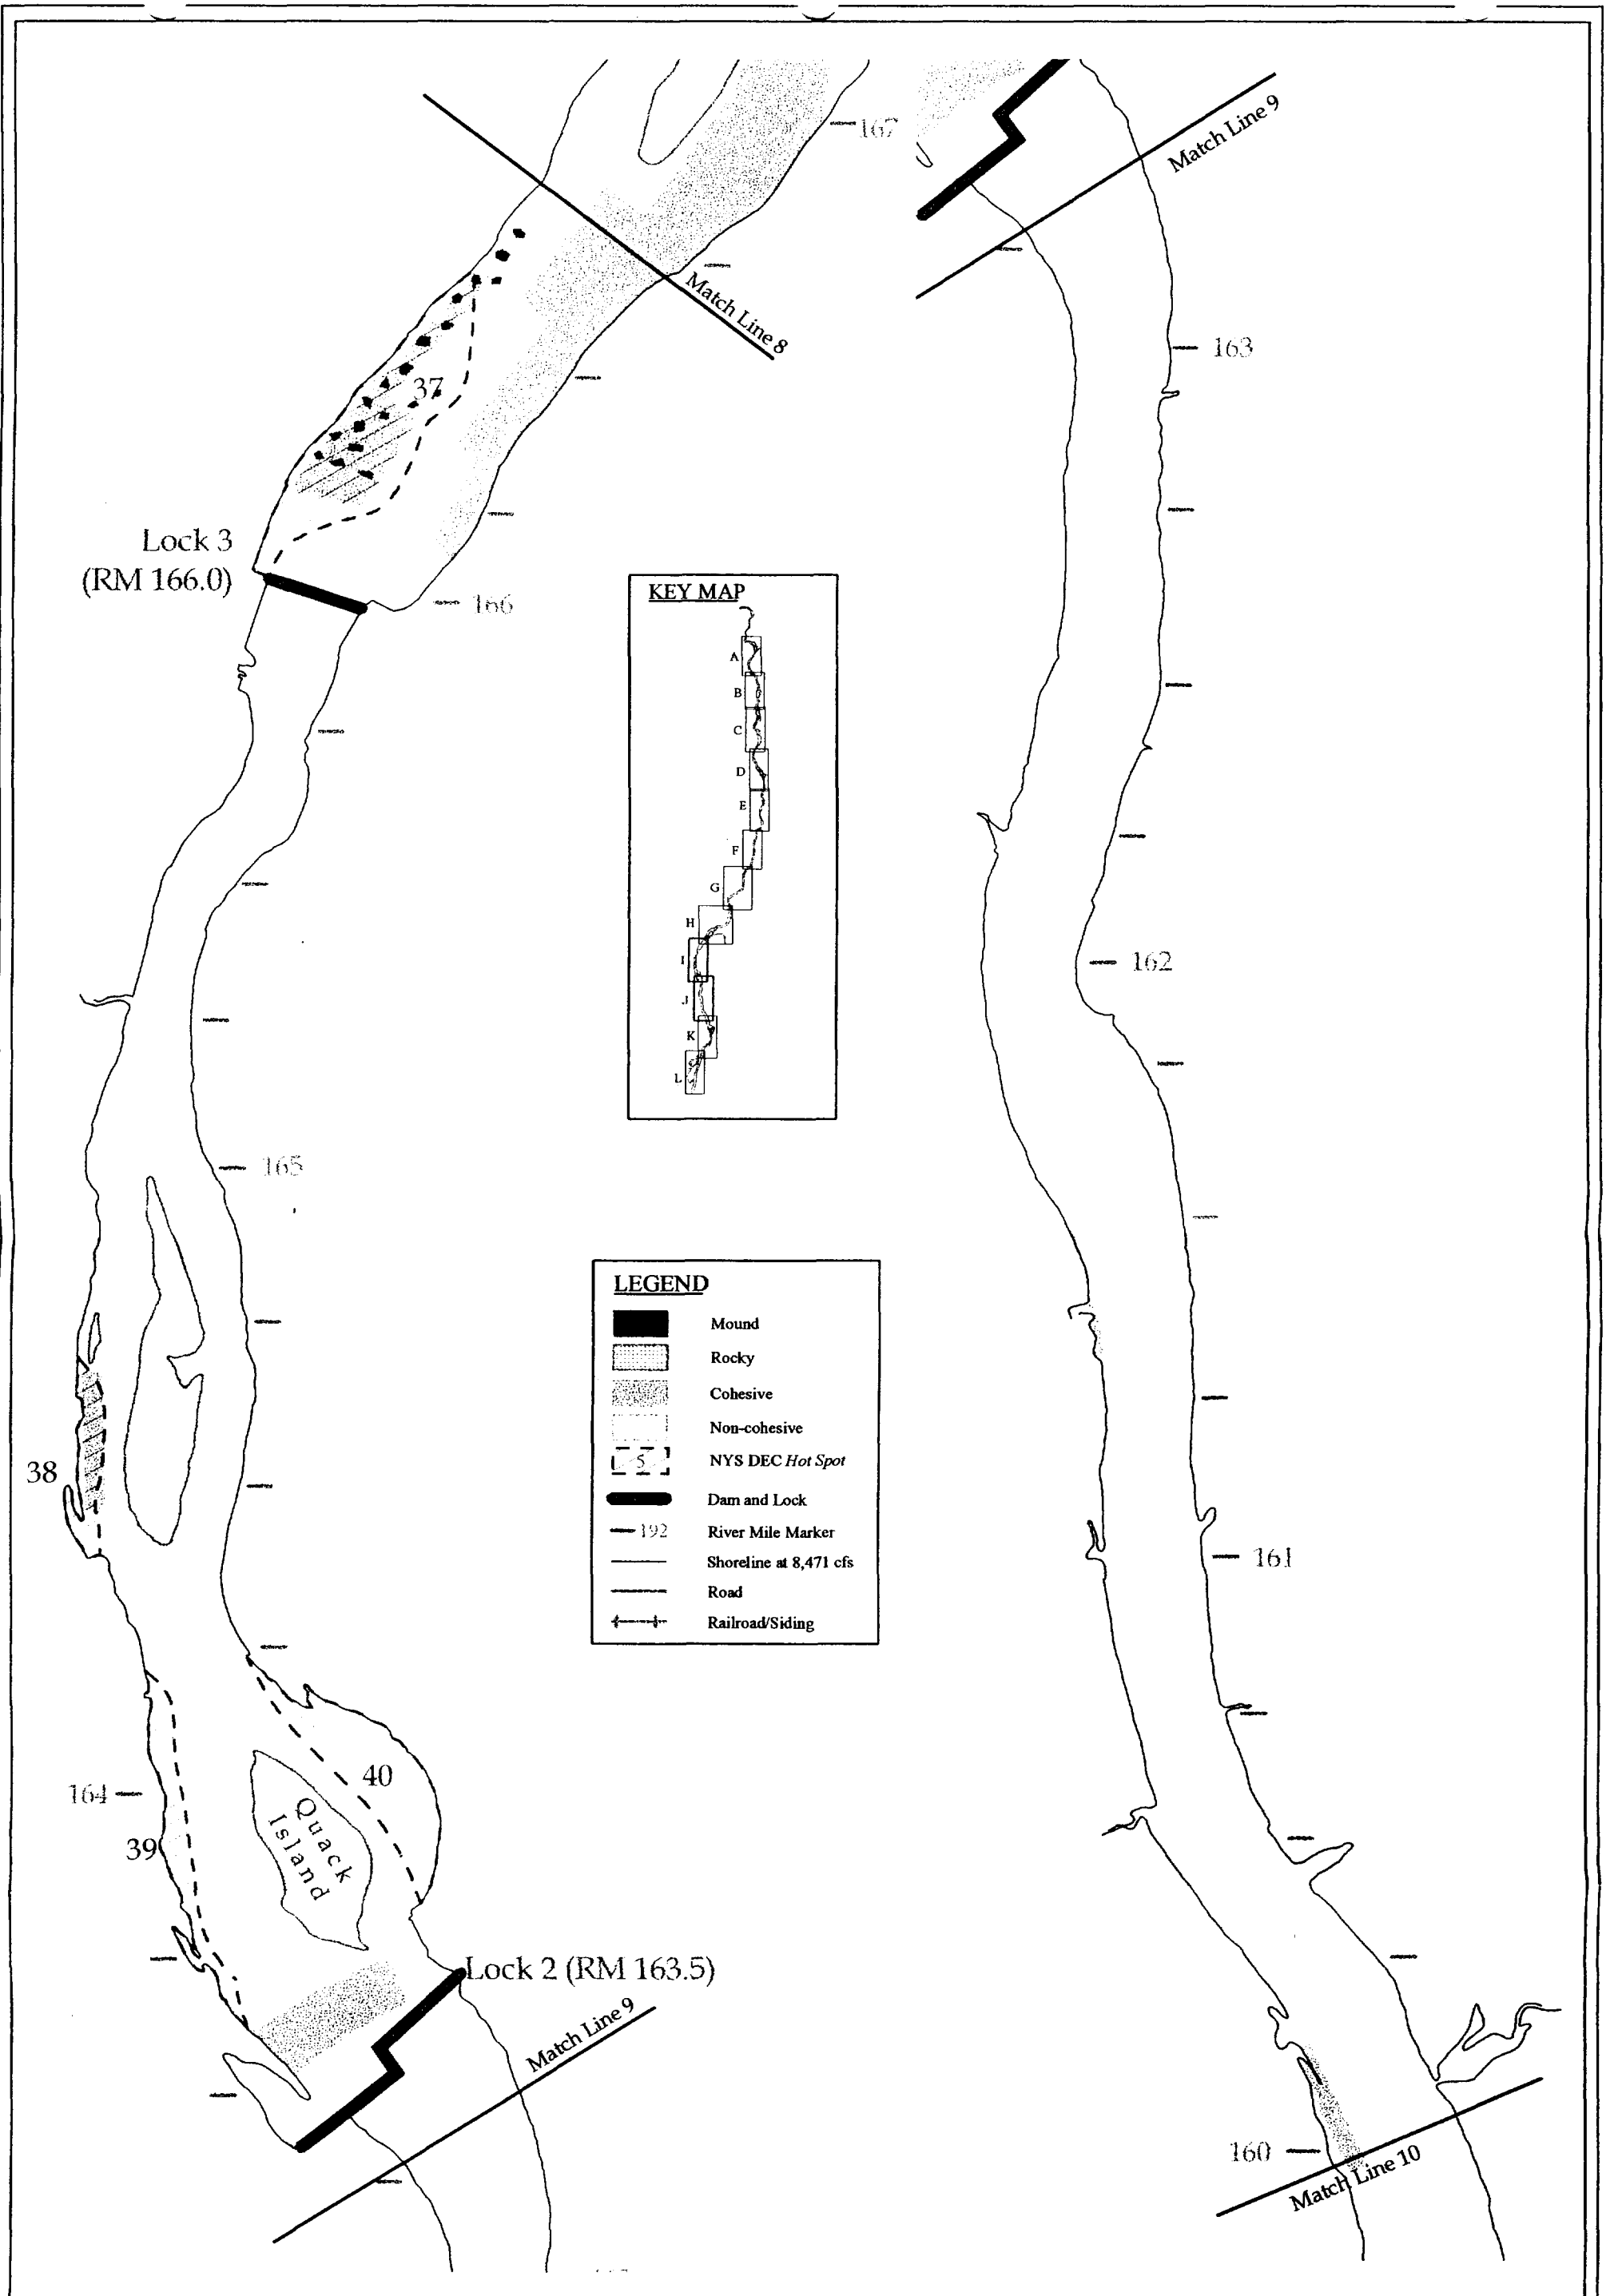 167
Match Line 8
37
Lock 3
(RM 166.0)
166
165
38
164
39
40
Quack
Island
Lock 2 (RM 163.5)
Match Line 9
KEY MAP
A
B
C
D
E
F
G
H
I
J
K
L
LEGEND
Mound
Rocky
Cohesive
Non-cohesive
5 NYS DEC Hot Spot
Dam and Lock
192 River Mile Marker
Shoreline at 8,471 cfs
Road
Railroad/Siding
Match Line 9
163
162
161
160
Match Line 10